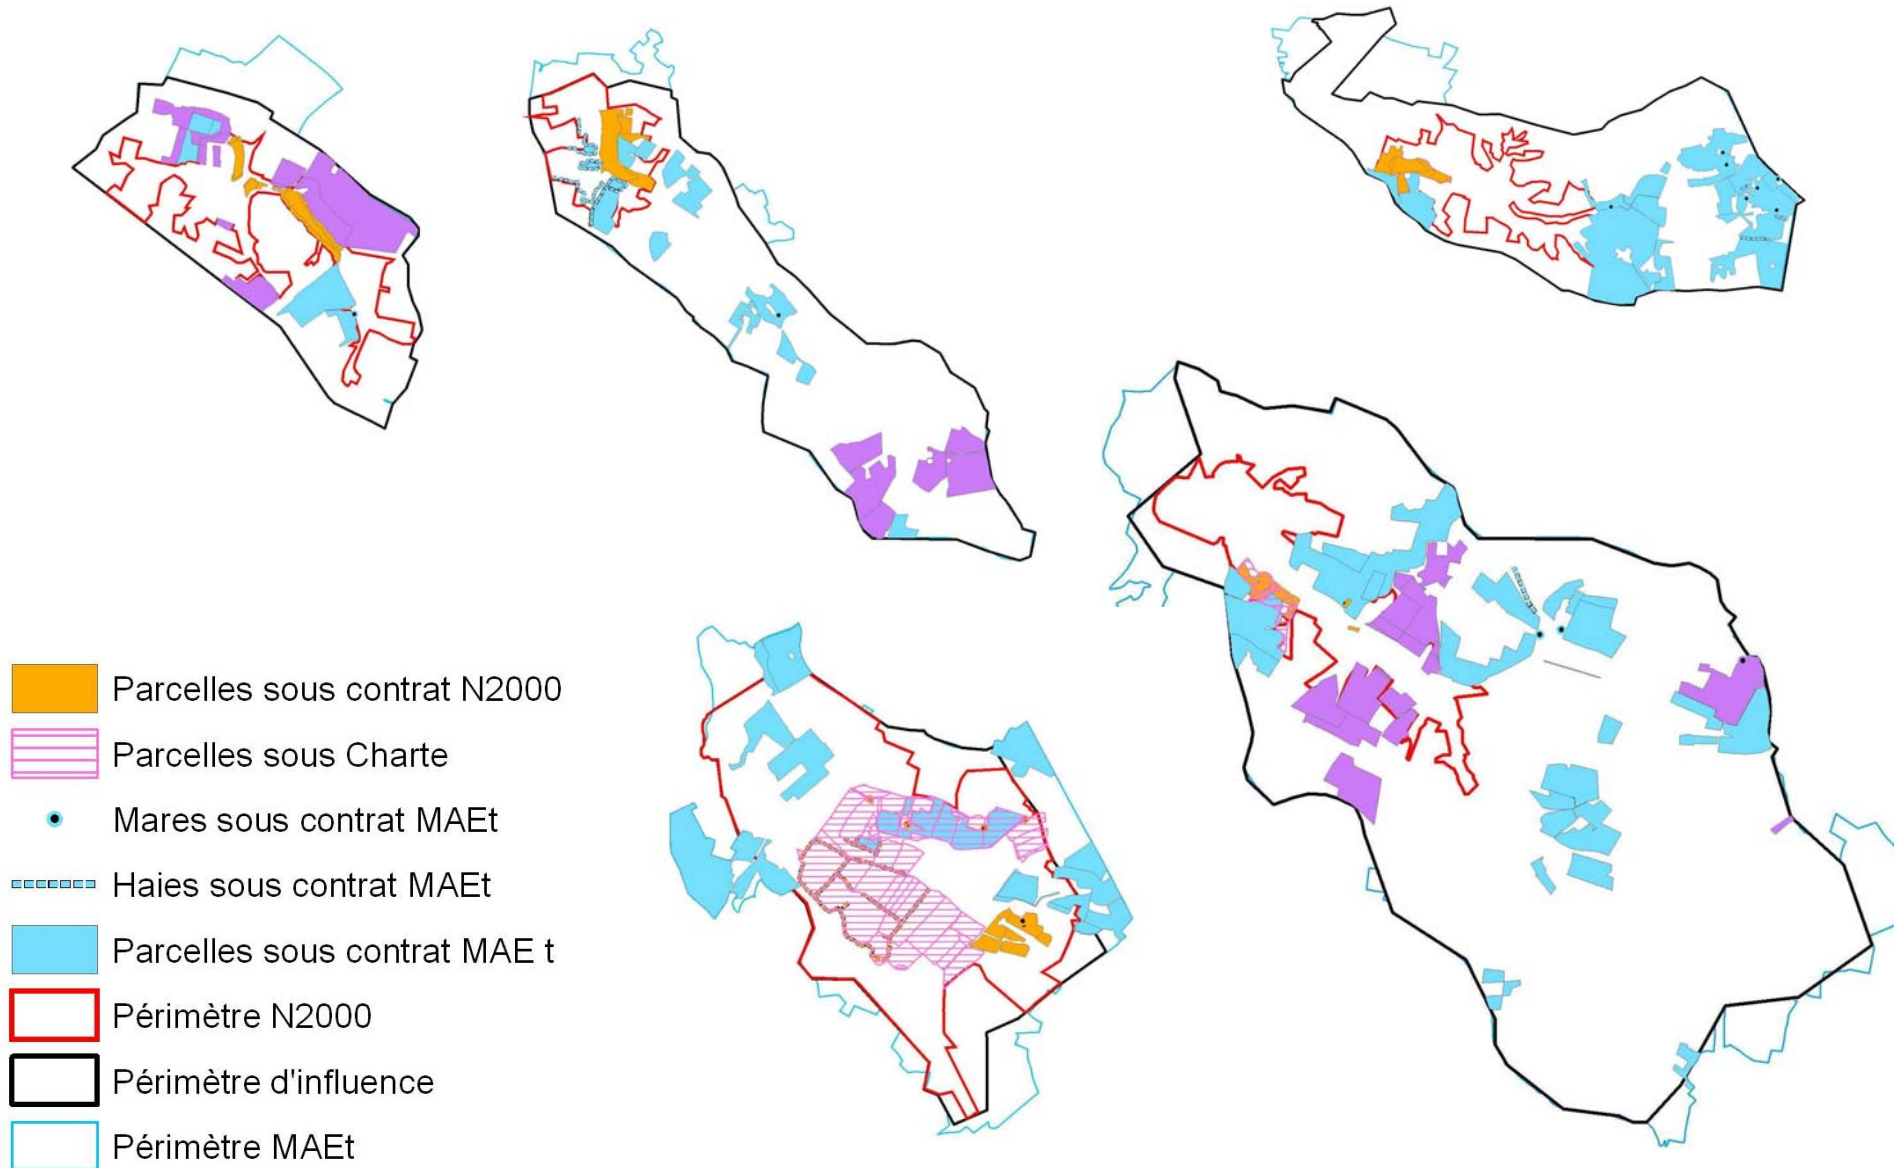 Parcelles sous contrat N2000
Parcelles sous Charte
Mares sous contrat MAEt
Haies sous contrat MAEt
Parcelles sous contrat MAE t
Périmètre N2000
Périmètre d'influence
Périmètre MAEt